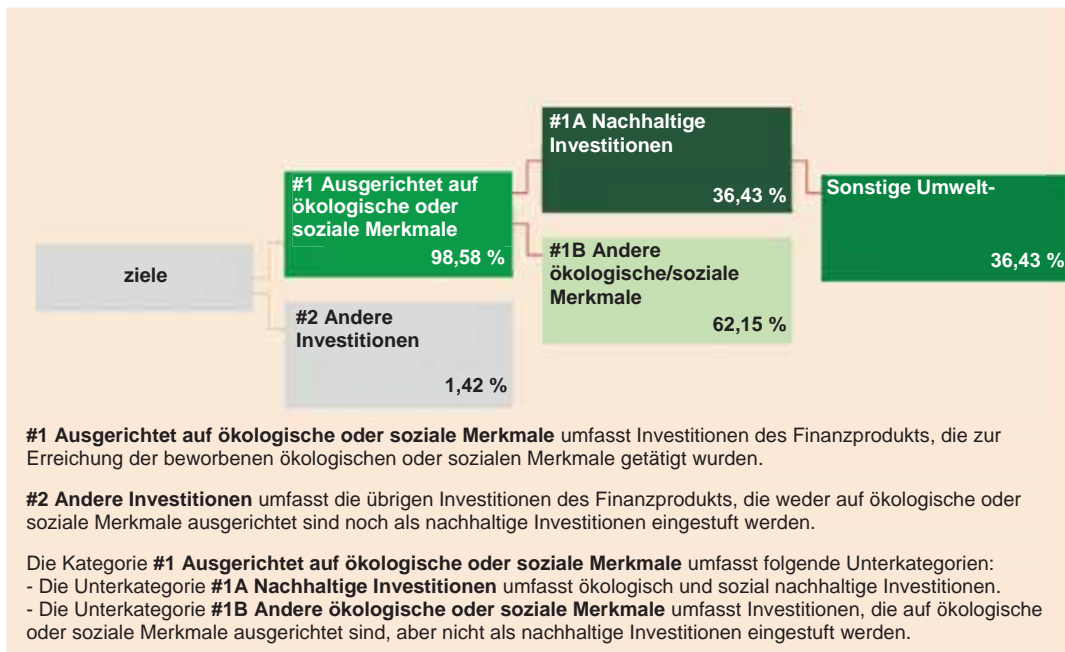 #1A Nachhaltige
Investitionen
36,43 %
#1 Ausgerichtet auf
ökologische oder
soziale Merkmale
98,58 %
Sonstige Umwelt-
36,43 %
ziele
#1B Andere
ökologische/soziale
Merkmale
62,15 %
#2 Andere
Investitionen
1,42 %
#1 Ausgerichtet auf ökologische oder soziale Merkmale umfasst Investitionen des Finanzprodukts, die zur
Erreichung der beworbenen ökologischen oder sozialen Merkmale getätigt wurden.
#2 Andere Investitionen umfasst die übrigen Investitionen des Finanzprodukts, die weder auf ökologische oder
soziale Merkmale ausgerichtet sind noch als nachhaltige Investitionen eingestuft werden.
Die Kategorie #1 Ausgerichtet auf ökologische oder soziale Merkmale umfasst folgende Unterkategorien:
- Die Unterkategorie #1A Nachhaltige Investitionen umfasst ökologisch und sozial nachhaltige Investitionen.
- Die Unterkategorie #1B Andere ökologische oder soziale Merkmale umfasst Investitionen, die auf ökologische
oder soziale Merkmale ausgerichtet sind, aber nicht als nachhaltige Investitionen eingestuft werden.